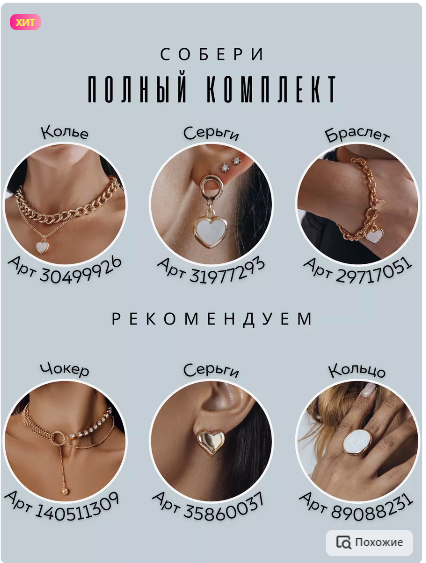 ХИТ
СОБЕРИ
ПОЛНЫЙ КОМПЛЕКТ
Колье Серьги Браслет
Арт 30499926 Арт 31977293 Арт 29717051
РЕКОМЕНДУЕМ
Чокер Серьги Кольцо
Арт 140511309 Арт 35860037 Арт 89088231
Похожие